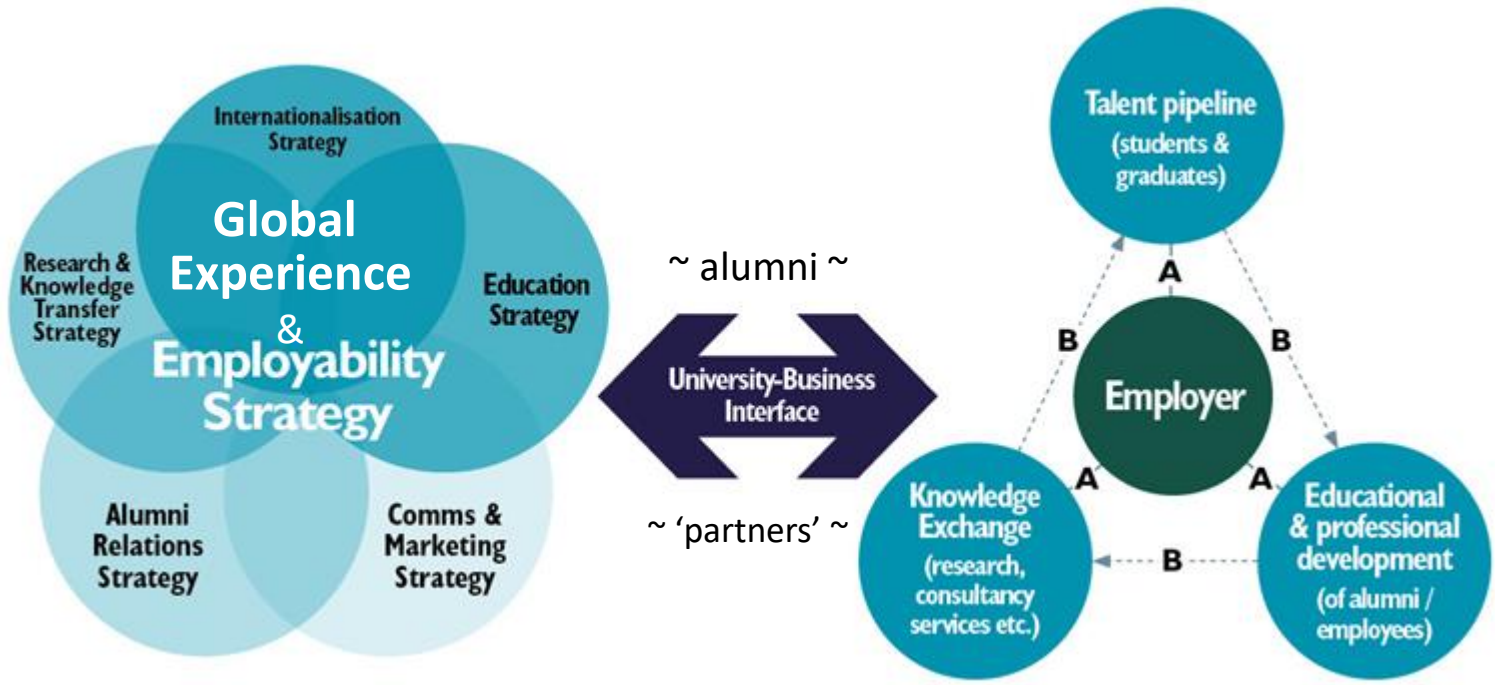 Internationalisation
Strategy
Global
Experience
&
Employability
Strategy
Research &
Knowledge
Transfer
Strategy
Education
Strategy
Alumni
Relations
Strategy
Comms &
Marketing
Strategy
~ alumni ~
University-Business
Interface
~ ‘partners’ ~
Talent pipeline
(students &
graduates)
A
B
B
Employer
A
A
Knowledge
Exchange
(research,
consultancy
services etc.)
B
Educational
& professional
development
(of alumni /
employees)